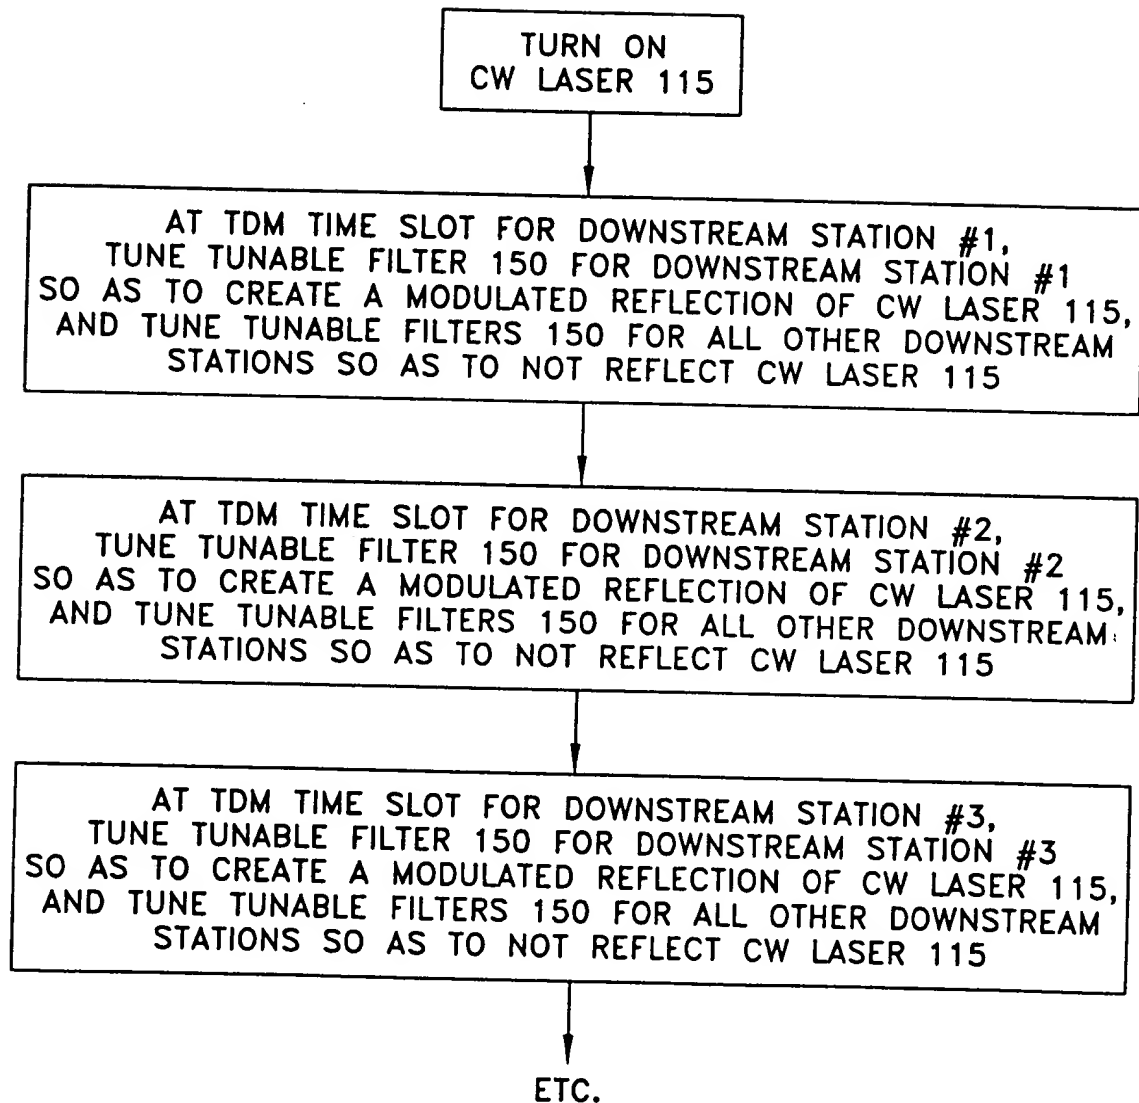 TURN ON
CW LASER 115
AT TDM TIME SLOT FOR DOWNSTREAM STATION #1,
TUNE TUNABLE FILTER 150 FOR DOWNSTREAM STATION #1
SO AS TO CREATE A MODULATED REFLECTION OF CW LASER 115,
AND TUNE TUNABLE FILTERS 150 FOR ALL OTHER DOWNSTREAM
STATIONS SO AS TO NOT REFLECT CW LASER 115
AT TDM TIME SLOT FOR DOWNSTREAM STATION #2,
TUNE TUNABLE FILTER 150 FOR DOWNSTREAM STATION #2
SO AS TO CREATE A MODULATED REFLECTION OF CW LASER 115,
AND TUNE TUNABLE FILTERS 150 FOR ALL OTHER DOWNSTREAM
STATIONS SO AS TO NOT REFLECT CW LASER 115
AT TDM TIME SLOT FOR DOWNSTREAM STATION #3,
TUNE TUNABLE FILTER 150 FOR DOWNSTREAM STATION #3
SO AS TO CREATE A MODULATED REFLECTION OF CW LASER 115,
AND TUNE TUNABLE FILTERS 150 FOR ALL OTHER DOWNSTREAM
STATIONS SO AS TO NOT REFLECT CW LASER 115
ETC.